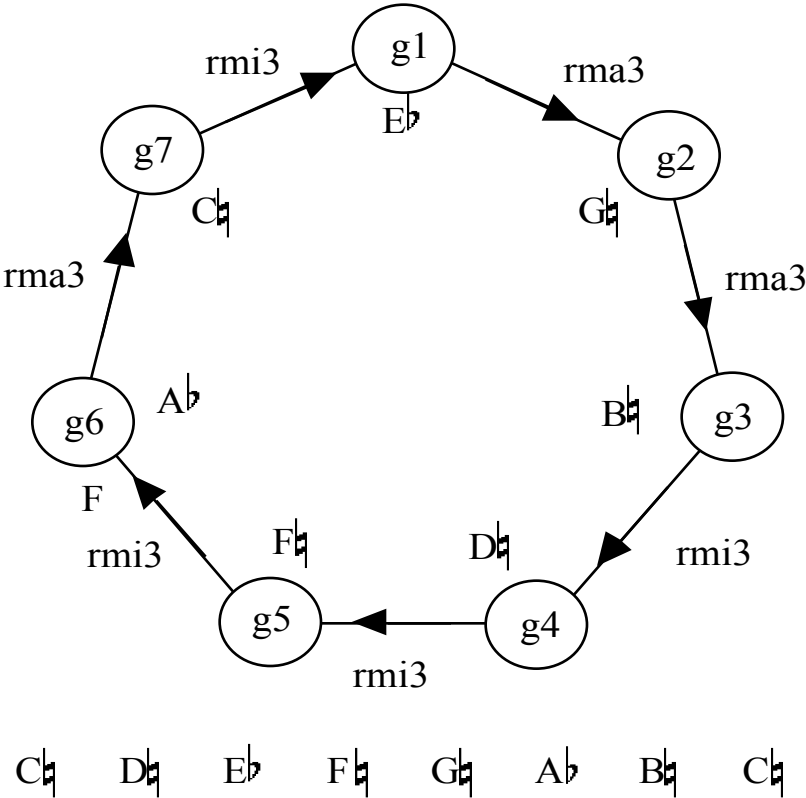 rmi3
g1
rma3
E♭
g7
g2
C♮
G♮
rma3
rma3
A♭
B♮
g6
g3
F
rmi3
F♮
D♮
rmi3
g5
g4
rmi3
C♮ D♮ E♭ F♮ G♮ A♭ B♮ C♮